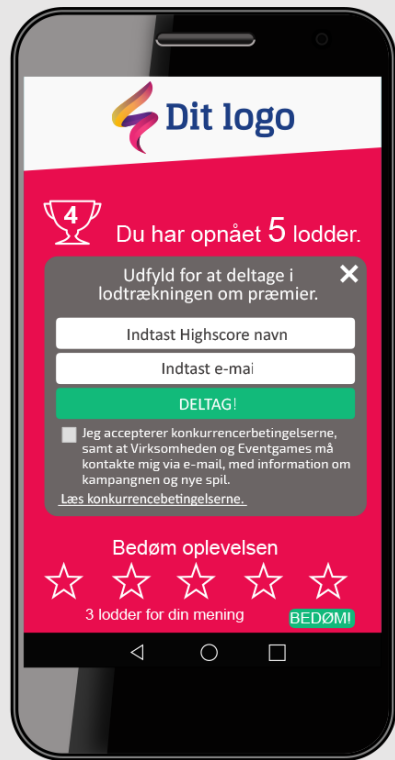 Dit logo
4
Du har opnået 5 lodder.
Udfyld for at deltage i
lodtrækningen om præmier.
Indtast Highscore navn
Indtast e-mai
DELTAG!
Jeg accepterer konkurrencerbetingelserne,
samt at Virksomheden og Eventgames må
kontakte mig via e-mail, med information om
kampangnen og nye spil.
Læs konkurrencebetingelserne.
Bedøm oplevelsen
3 lodder for din mening
BEDØM!